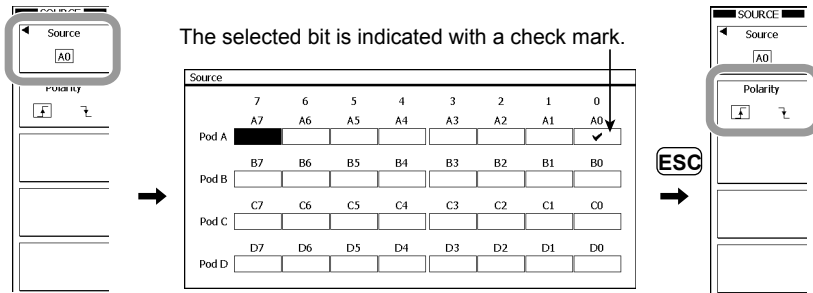 SOURCE
Source
A0
Polarity
The selected bit is indicated with a check mark.
Source
7 6 5 4 3 2 1 0
A7 A6 A5 A4 A3 A2 A1 A0
Pod A
B7 B6 B5 B4 B3 B2 B1 B0
Pod B
C7 C6 C5 C4 C3 C2 C1 C0
Pod C
D7 D6 D5 D4 D3 D2 D1 D0
Pod D
ESC
SOURCE
Source
A0
Polarity